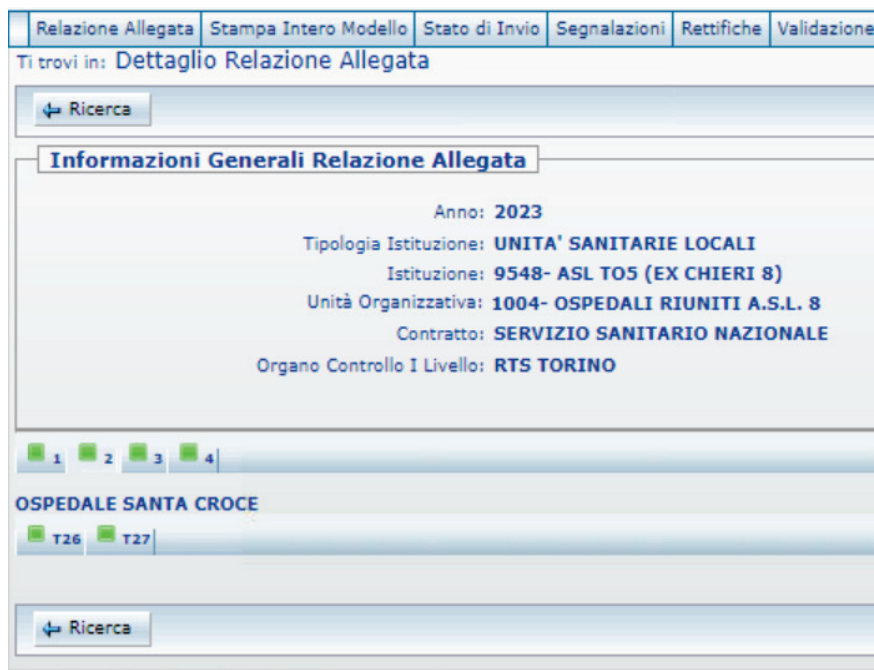 Relazione Allegata Stampa Intero Modello Stato di Invio Segnalazioni Rettifiche Validazione
Ti trovi in: Dettaglio Relazione Allegata
Ricerca
Informazioni Generali Relazione Allegata
Anno: 2023
Tipologia Istituzione: UNITA' SANITARIE LOCALI
Istituzione: 9548- ASL TO5 (EX CHIERI 8)
Unità Organizzativa: 1004- OSPEDALI RIUNITI A.S.L. 8
Contratto: SERVIZIO SANITARIO NAZIONALE
Organo Controllo I Livello: RTS TORINO
1 2 3 4
OSPEDALE SANTA CROCE
T26 T27
Ricerca